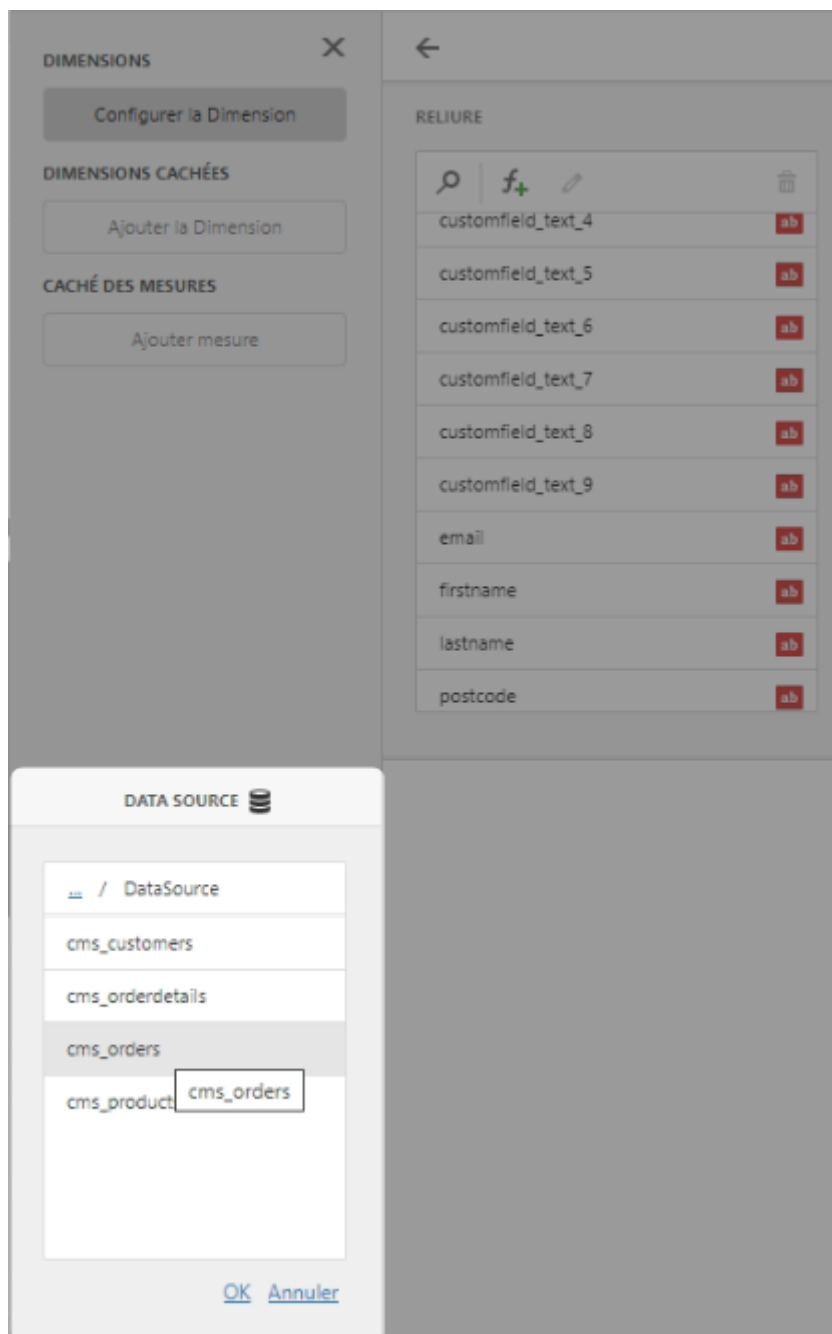 DIMENSIONS
Configurer la Dimension
DIMENSIONS CACHÉES
Ajouter la Dimension
CACHÉ DES MESURES
Ajouter mesure
RELIURE
customfield_text_4 ab
customfield_text_5 ab
customfield_text_6 ab
customfield_text_7 ab
customfield_text_8 ab
customfield_text_9 ab
email ab
firstname ab
lastname ab
postcode ab
DATA SOURCE
... / DataSource
cms_customers
cms_orderdetails
cms_orders
cms_orders
cms_product
OK Annuler